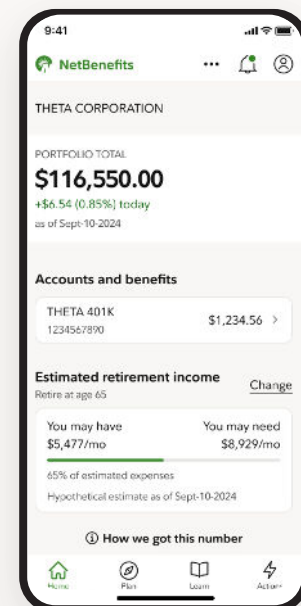 9:41
NetBenefits
THETA CORPORATION
PORTFOLIO TOTAL
$116,550.00
+$6.54 (0.85%) today
as of Sept-10-2024
Accounts and benefits
THETA 401K
$1,234.56
1234567890
Estimated retirement income
Change
Retire at age 65
You may have You may need
$5,477/mo $8,929/mo
65% of estimated expenses
Hypothetical estimate as of Sept-10-2024
How we got this number
Home Plan Learn Actions